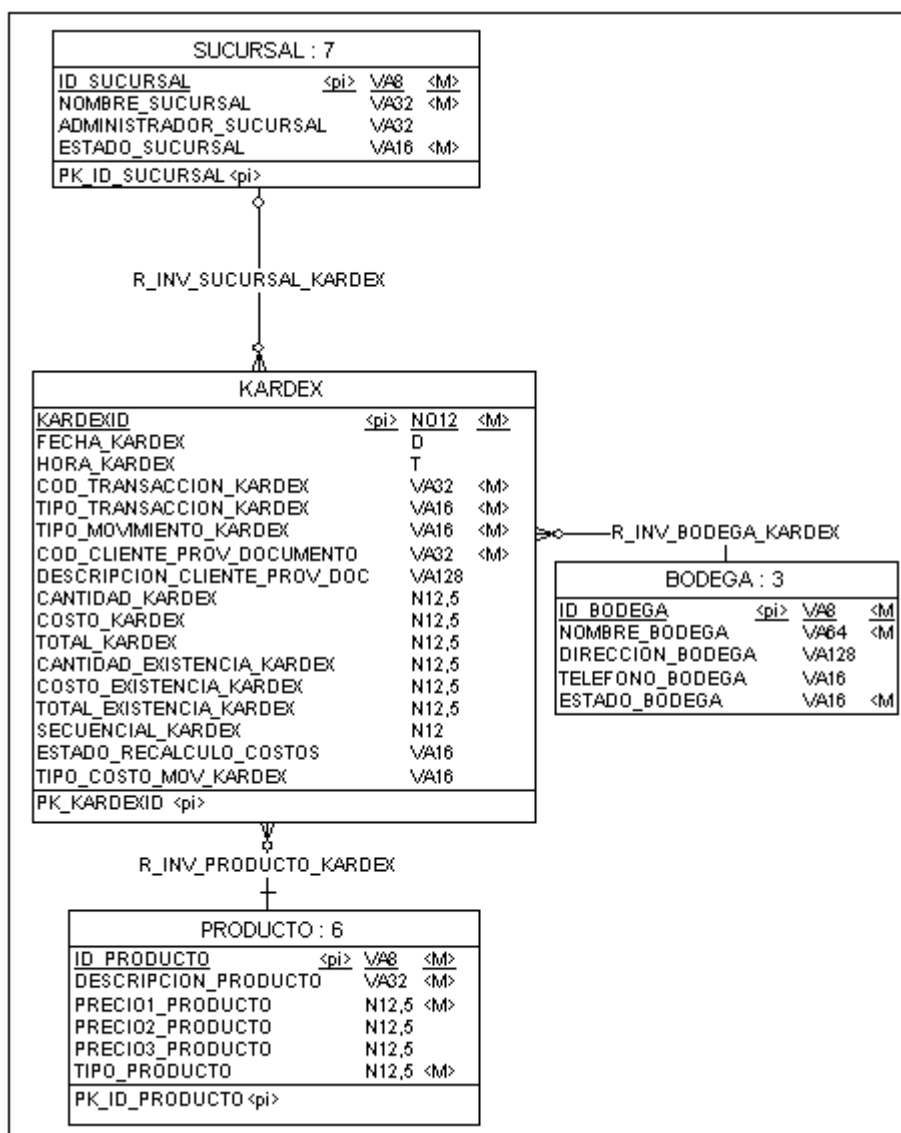 SUCURSAL : 7
ID_SUCURSAL <pi> VA8 <M>
NOMBRE_SUCURSAL VA32 <M>
ADMINISTRADOR_SUCURSAL VA32
ESTADO_SUCURSAL VA16 <M>
PK_ID_SUCURSAL <pi>
R_INV_SUCURSAL_KARDEX
KARDEX
KARDEXID <pi> NO12 <M>
FECHA_KARDEX D
HORA_KARDEX T
COD_TRANSACCION_KARDEX VA32 <M>
TIPO_TRANSACCION_KARDEX VA16 <M>
TIPO_MOVIMIENTO_KARDEX VA16 <M>
COD_CLIENTE_PROV_DOCUMENTO VA32 <M>
DESCRIPCION_CLIENTE_PROV_DOC VA128
CANTIDAD_KARDEX N12,5
COSTO_KARDEX N12,5
TOTAL_KARDEX N12,5
CANTIDAD_EXISTENCIA_KARDEX N12,5
COSTO_EXISTENCIA_KARDEX N12,5
TOTAL_EXISTENCIA_KARDEX N12,5
SECUENCIAL_KARDEX N12
ESTADO_RECALCULO_COSTOS VA16
TIPO_COSTO_MOV_KARDEX VA16
PK_KARDEXID <pi>
R_INV_BODEGA_KARDEX
BODEGA : 3
ID_BODEGA <pi> VA8 <M
NOMBRE_BODEGA VA64 <M
DIRECCION_BODEGA VA128
TELEFONO_BODEGA VA16
ESTADO_BODEGA VA16 <M
R_INV_PRODUCTO_KARDEX
PRODUCTO : 6
ID_PRODUCTO <pi> VA8 <M>
DESCRIPCION_PRODUCTO VA32 <M>
PRECIO1_PRODUCTO N12,5 <M>
PRECIO2_PRODUCTO N12,5
PRECIO3_PRODUCTO N12,5
TIPO_PRODUCTO N12,5 <M>
PK_ID_PRODUCTO <pi>